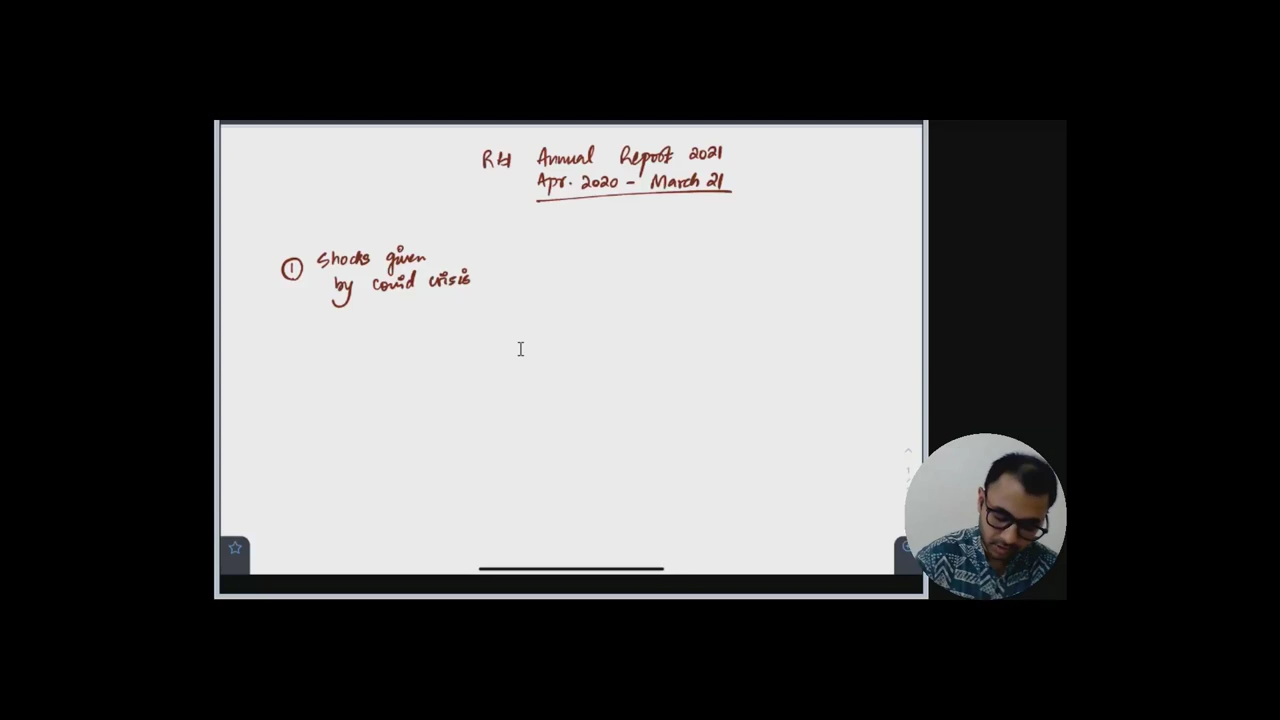 RBI Annual Report 2021
Apr. 2020 - March 21
① Shocks given
by covid crisis